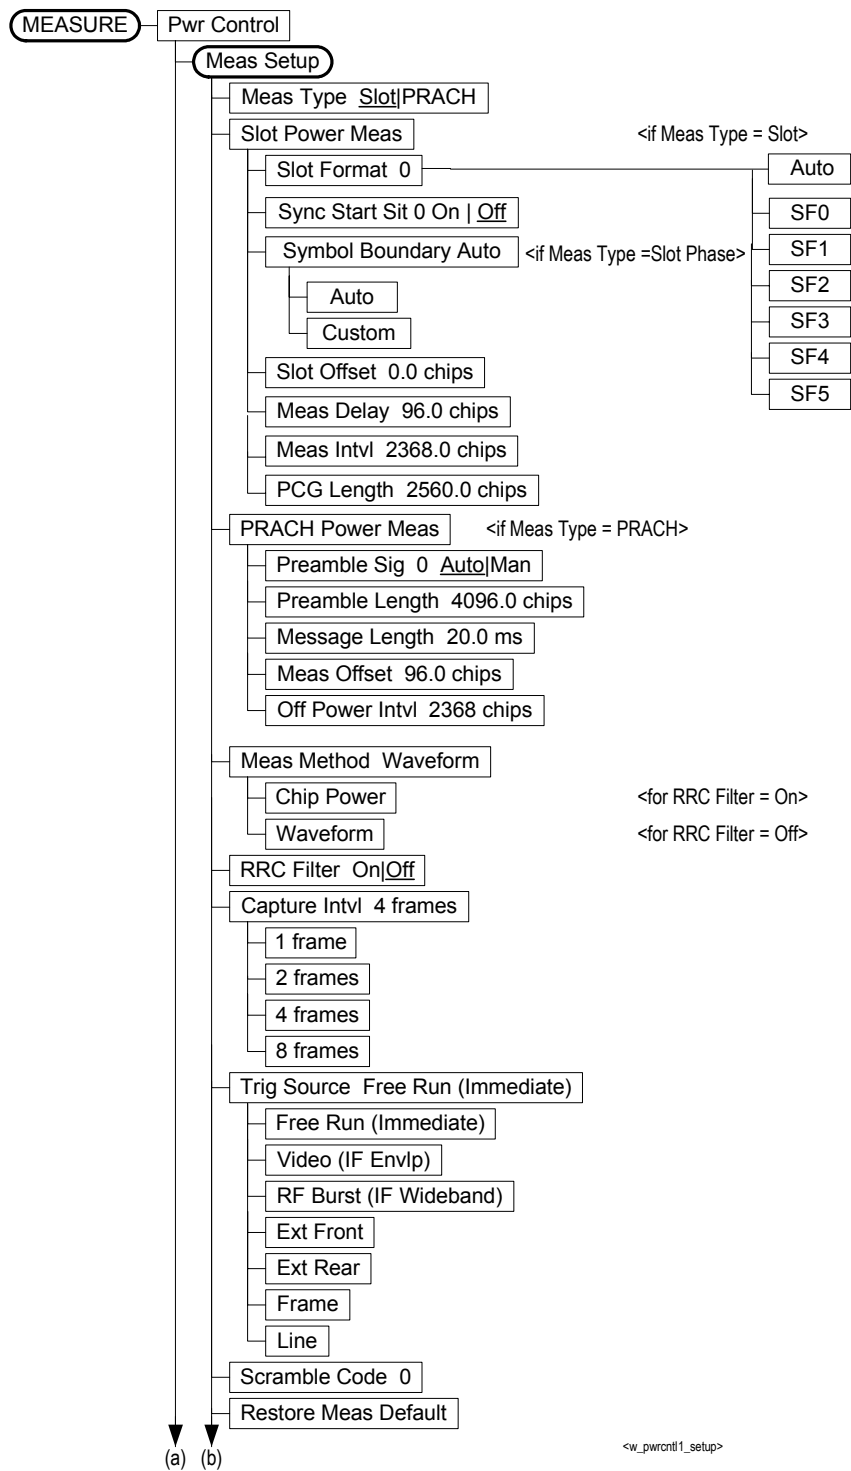 MEASURE Pwr Control
Meas Setup
Meas Type Slot|PRACH
Slot Power Meas <if Meas Type = Slot>
Slot Format 0 Auto
Sync Start Sit 0 On | Off SF0
Symbol Boundary Auto <if Meas Type =Slot Phase> SF1
SF2
Auto
SF3
Custom
SF4
Slot Offset 0.0 chips
SF5
Meas Delay 96.0 chips
Meas Intvl 2368.0 chips
PCG Length 2560.0 chips
PRACH Power Meas <if Meas Type = PRACH>
Preamble Sig 0 Auto|Man
Preamble Length 4096.0 chips
Message Length 20.0 ms
Meas Offset 96.0 chips
Off Power Intvl 2368 chips
Meas Method Waveform
Chip Power <for RRC Filter = On>
Waveform <for RRC Filter = Off>
RRC Filter On|Off
Capture Intvl 4 frames
1 frame
2 frames
4 frames
8 frames
Trig Source Free Run (Immediate)
Free Run (Immediate)
Video (IF Envlp)
RF Burst (IF Wideband)
Ext Front
Ext Rear
Frame
Line
Scramble Code 0
Restore Meas Default
(a) (b) <w_pwrcntl1_setup>